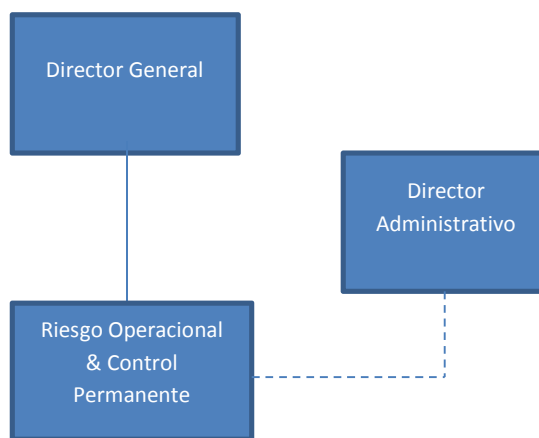 Director General
Director
Administrativo
Riesgo Operacional
& Control
Permanente